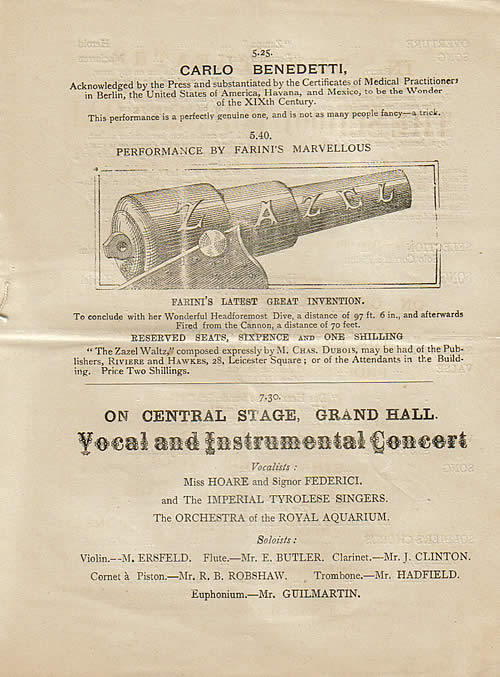 5.25.
CARLO BENEDETTI,
Acknowledged by the Press and substantiated by the Certificates of Medical Practitioners
in Berlin, the United States of America, Havana, and Mexico, to be the Wonder
of the XIXth Century.
This performance is a perfectly genuine one, and is not as many people fancy—a trick.
5.40.
PERFORMANCE BY FARINI'S MARVELLOUS
ZAZEL
FARINI'S LATEST GREAT INVENTION.
To conclude with her Wonderful Headforemost Dive, a distance of 97 ft. 6 in., and afterwards
Fired from the Cannon, a distance of 70 feet.
RESERVED SEATS, SIXPENCE AND ONE SHILLING
"The Zazel Waltz," composed expressly by M. CHAS. DUBOIS, may be had of the Pub-
lishers, RIVIERE and HAWKES, 28, Leicester Square; or of the Attendants in the Build-
ing. Price Two Shillings.
7.30.
ON CENTRAL STAGE, GRAND HALL.
Vocal and Instrumental Concert
Vocalists:
Miss HOARE and Signor FEDERICI.
and The IMPERIAL TYROLESE SINGERS.
The ORCHESTRA of the ROYAL AQUARIUM.
Soloists:
Violin.--M. ERSFELD. Flute.—Mr. E. BUTLER. Clarinet.—Mr. J. CLINTON.
Cornet à Piston.—Mr. R. B. ROBSHAW. Trombone.—Mr. HADFIELD.
Euphonium.—Mr. GUILMARTIN.